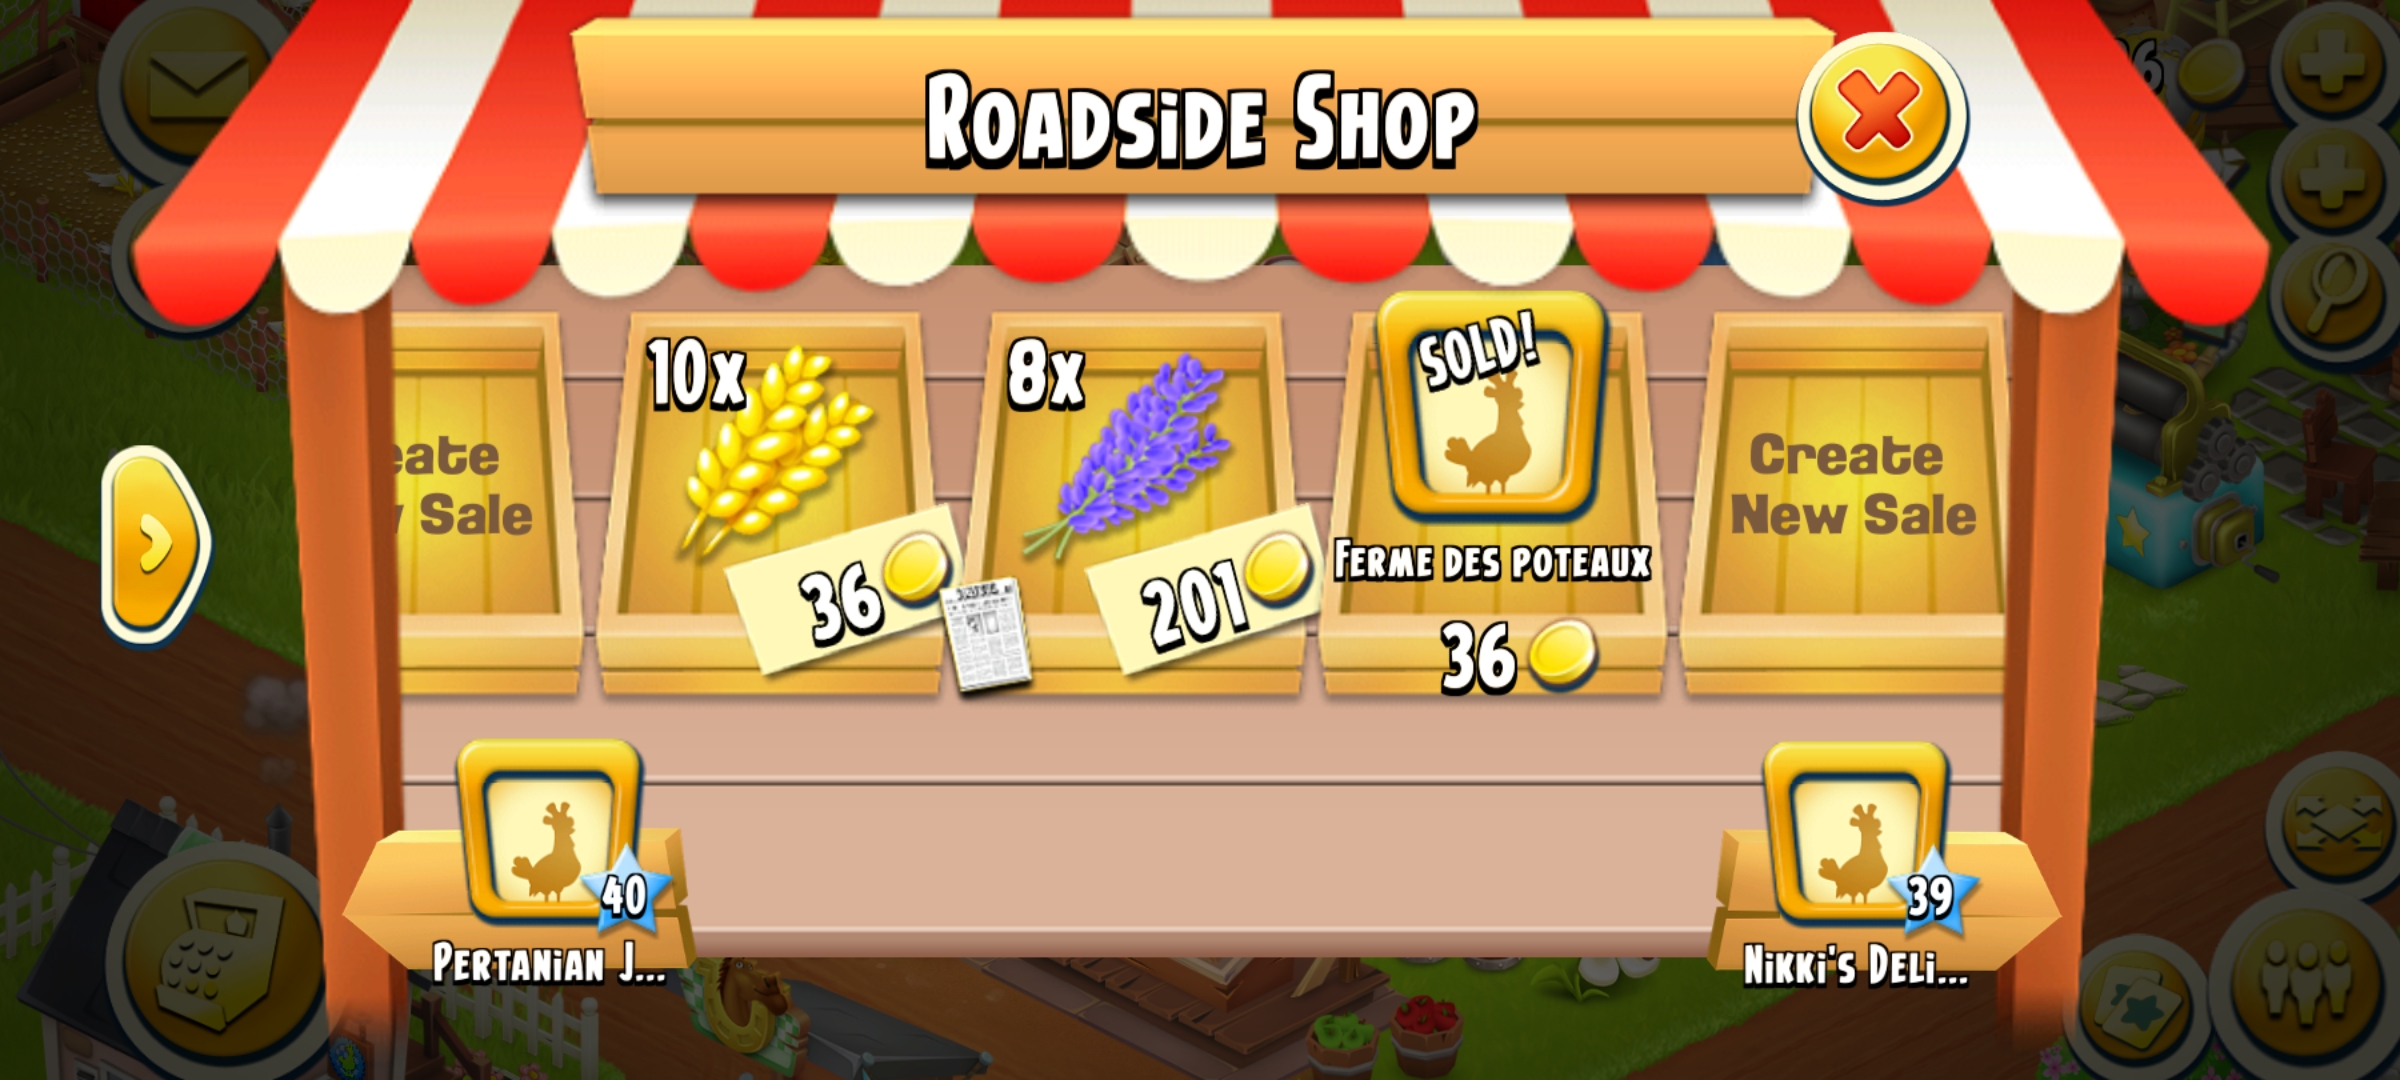 Roadside Shop
eate
Sale
10x
36
8x
201
SOLD!
Ferme des poteaux
36
Create
New Sale
40
Pertanian J...
39
Nikki's Deli...